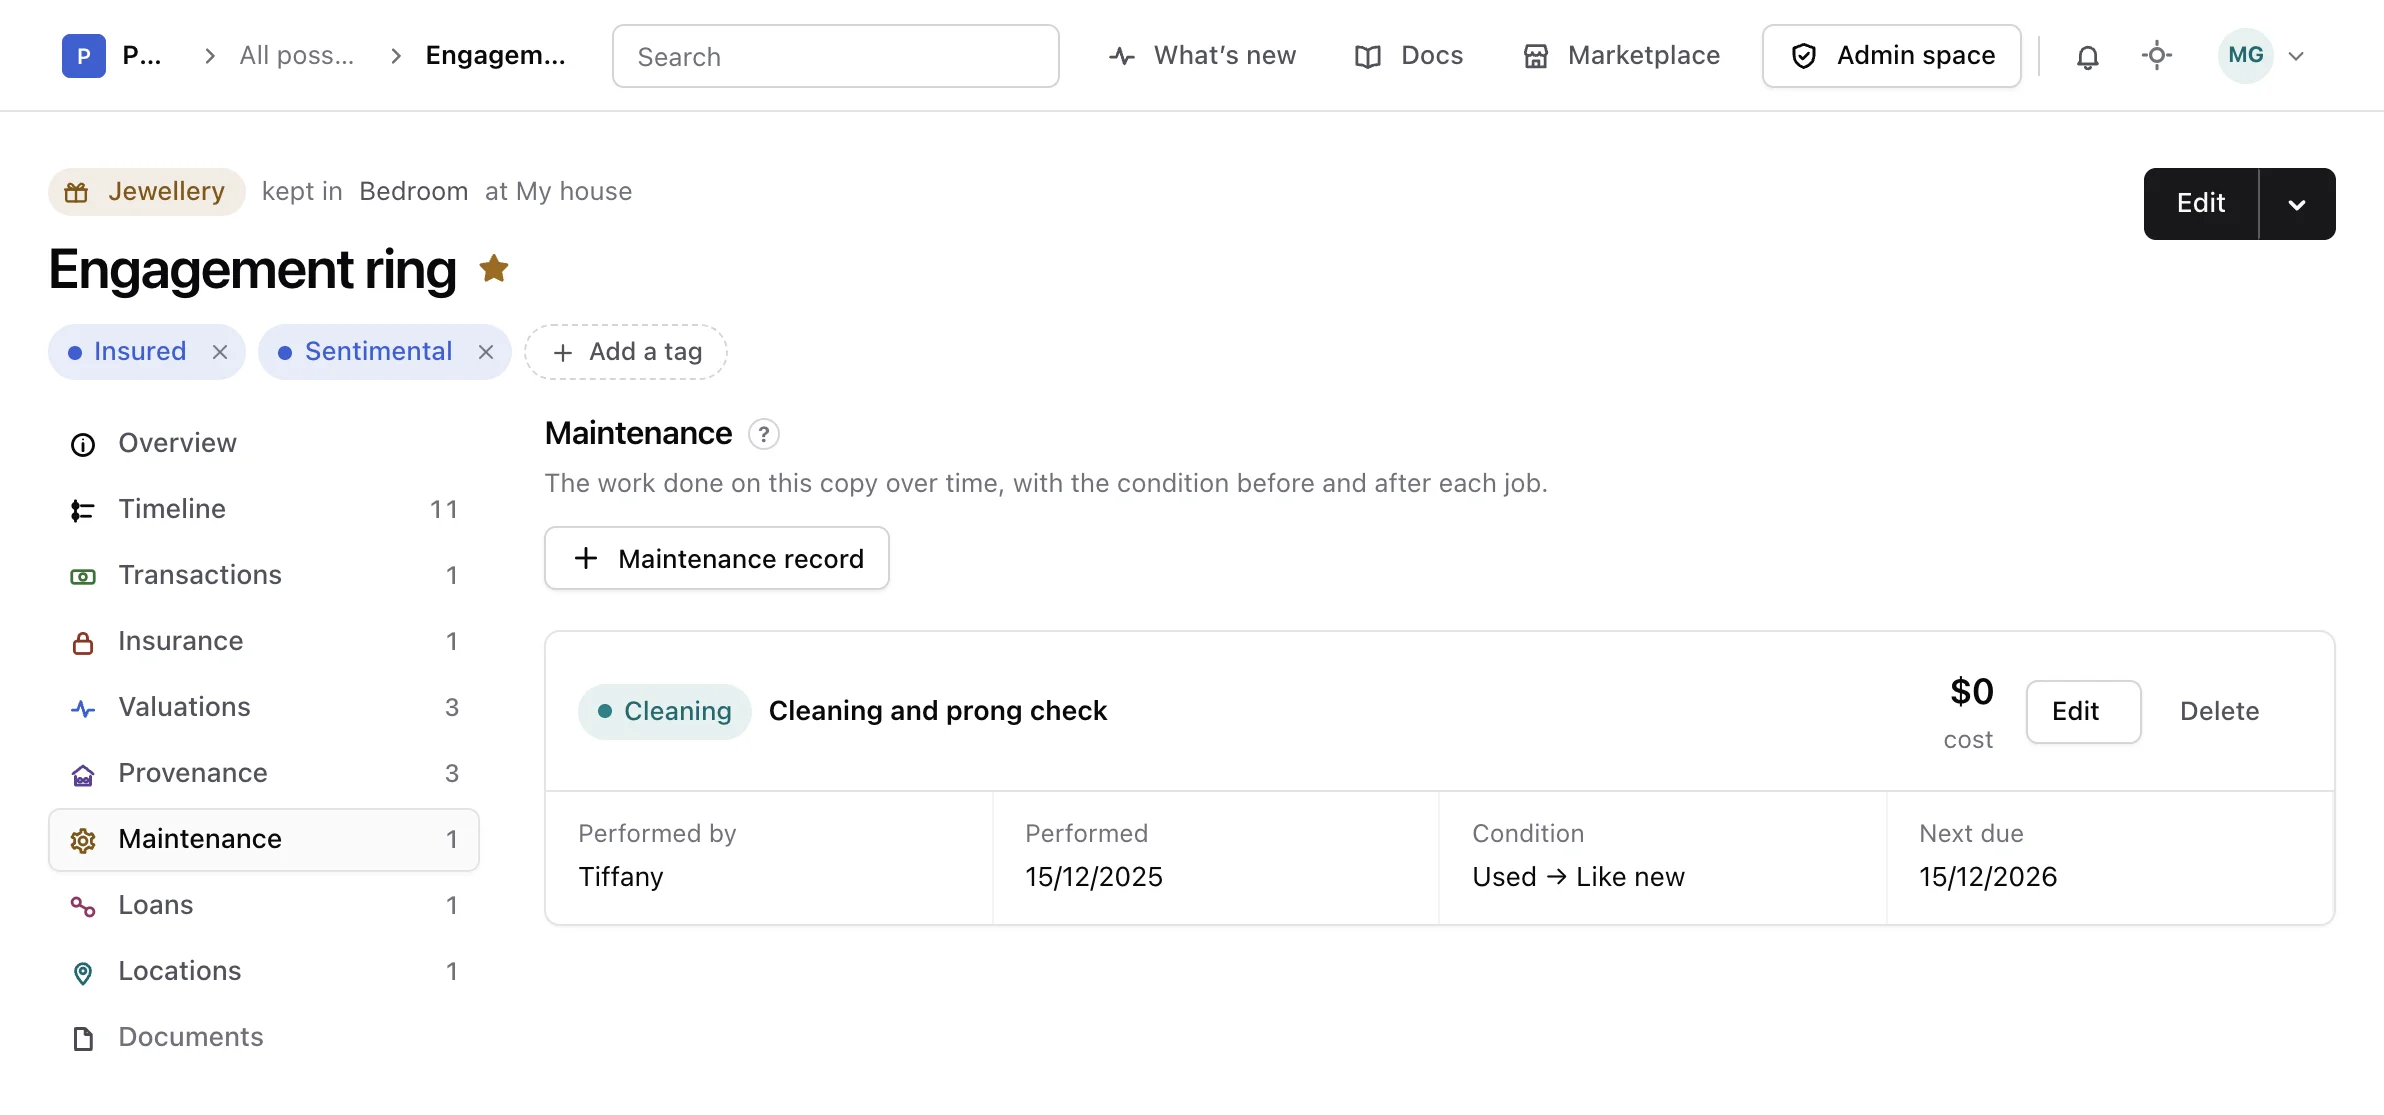 P P... > All poss... > Engagem... Search What's new Docs Marketplace Admin space MG
Jewellery kept in Bedroom at My house
Edit
Engagement ring
Insured × Sentimental × + Add a tag
Overview
Timeline 11
Transactions 1
Insurance 1
Valuations 3
Provenance 3
Maintenance 1
Loans 1
Locations 1
Documents
Maintenance ?
The work done on this copy over time, with the condition before and after each job.
+ Maintenance record
Cleaning Cleaning and prong check
$0
cost
Edit Delete
Performed by
Tiffany
Performed
15/12/2025
Condition
Used → Like new
Next due
15/12/2026